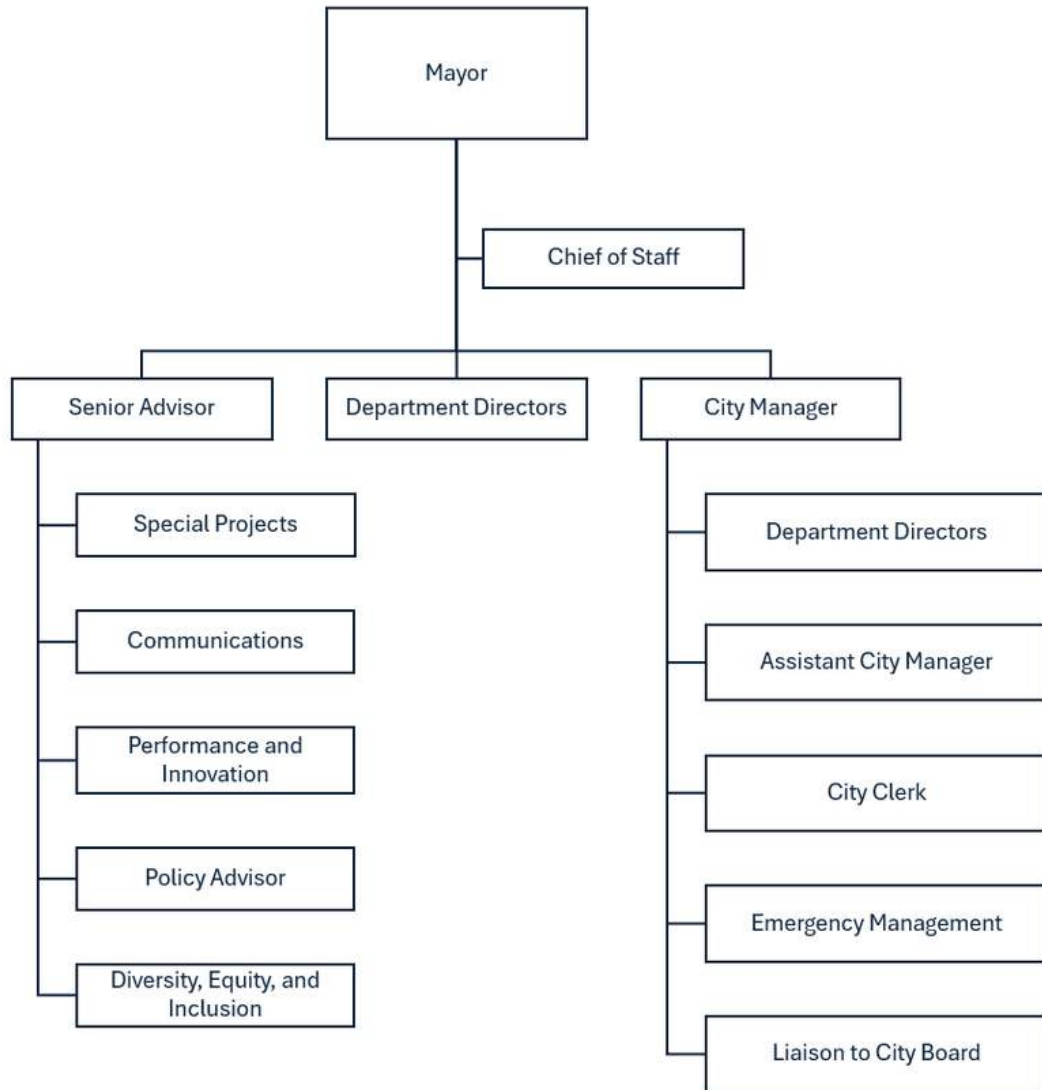 Mayor
Chief of Staff
Senior Advisor
Department Directors
City Manager
Special Projects
Communications
Performance and
Innovation
Policy Advisor
Diversity, Equity, and
Inclusion
Department Directors
Assistant City Manager
City Clerk
Emergency Management
Liaison to City Board